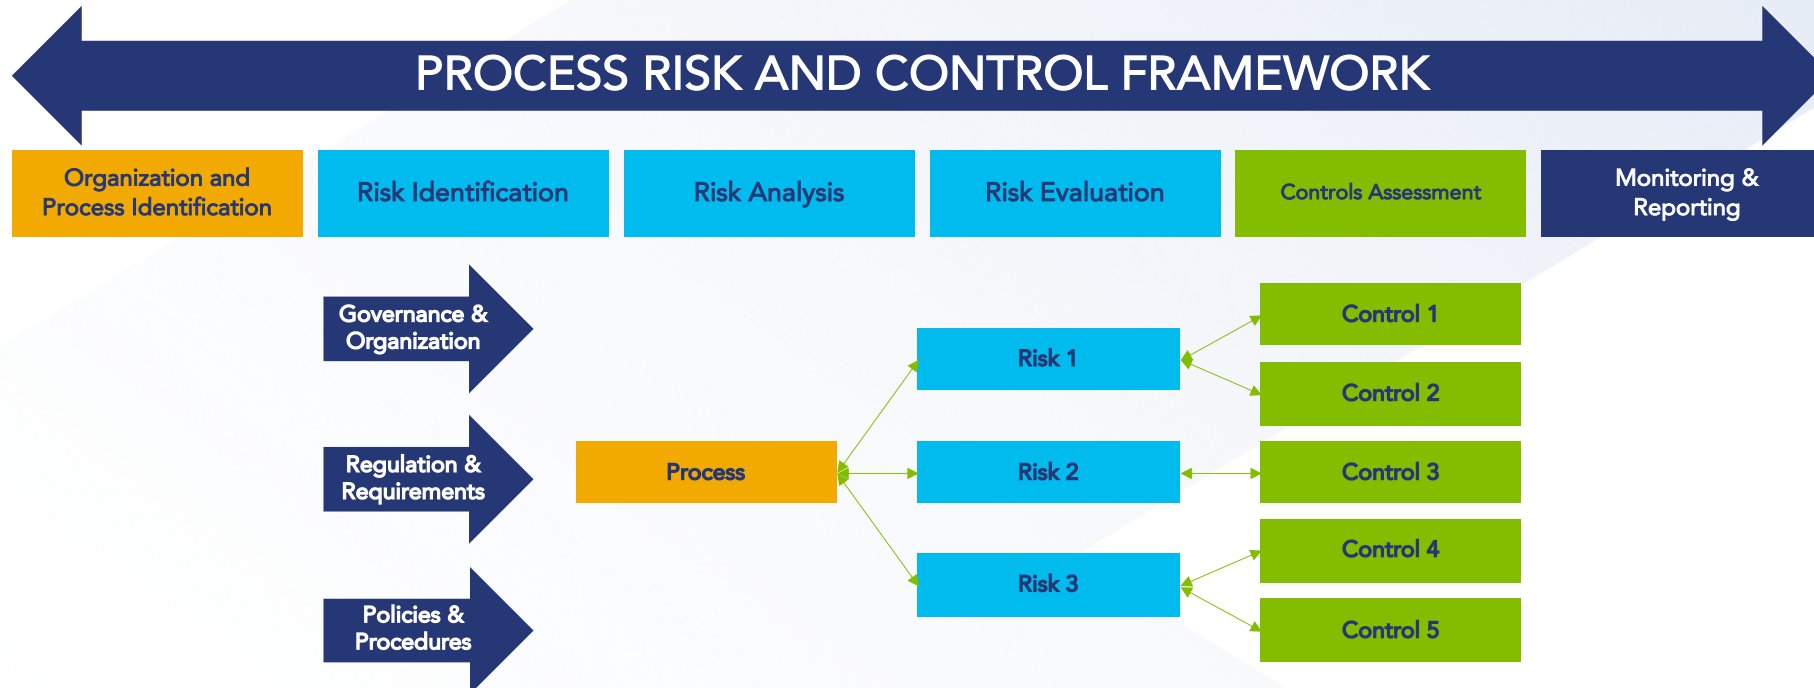 PROCESS RISK AND CONTROL FRAMEWORK
Organization and
Process Identification
Risk Identification
Risk Analysis
Risk Evaluation
Controls Assessment
Monitoring &
Reporting
Governance &
Organization
Regulation &
Requirements
Policies &
Procedures
Process
Risk 1
Risk 2
Risk 3
Control 1
Control 2
Control 3
Control 4
Control 5